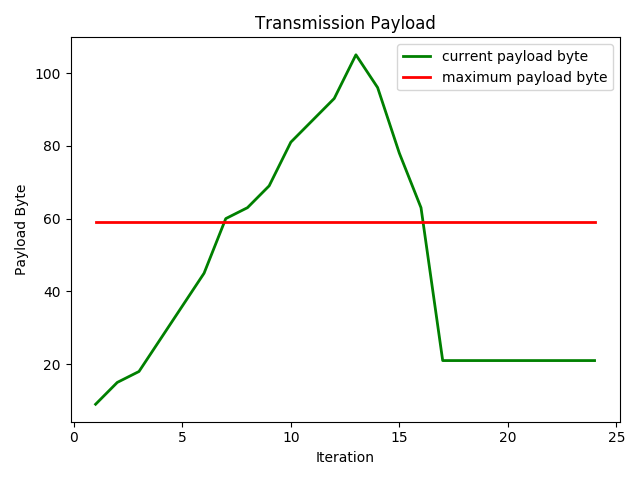 Transmission Payload
current payload byte
maximum payload byte
100
80
60
40
20
Payload Byte
0 5 10 15 20 25
Iteration